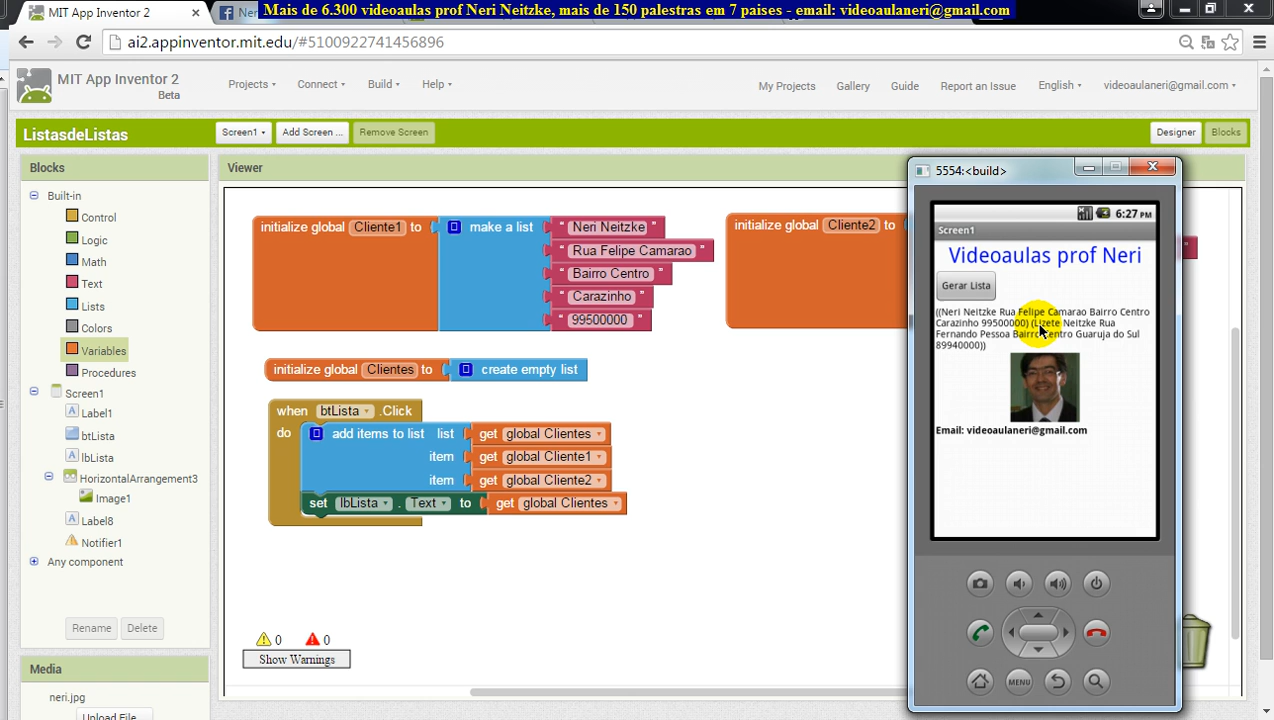 Mais de 6.300 videoaulas prof Neri Neitzke, mais de 150 palestras em 7 paises - email: videoaulaneri@gmail.com
MIT App Inventor 2
Ner
ai2.appinventor.mit.edu/#5100922741456896
MIT App Inventor 2
Beta
Projects
Connect
Build
Help
My Projects
Gallery
Guide
Report an Issue
English
videoaulaneri@gmail.com
ListasdeListas
Screen1
Add Screen ...
Remove Screen
Designer
Blocks
Blocks
Built-in
Control
Logic
Math
Text
Lists
Colors
Variables
Procedures
Screen1
Label1
btLista
lbLista
HorizontalArrangement3
Image1
Label8
Notifier1
Any component
Rename
Delete
Media
neri.jpg
Upload File
Viewer
initialize global Cliente1 to make a list " Neri Neitzke "
" Rua Felipe Camarao "
" Bairro Centro "
" Carazinho "
" 99500000 "
initialize global Cliente2 to
initialize global Clientes to create empty list
when btLista .Click
do add items to list list get global Clientes
item get global Cliente1
item get global Cliente2
set lbLista . Text to get global Clientes
0 0
Show Warnings
5554:<build>
6:27 PM
Screen1
Videoaulas prof Neri
Gerar Lista
((Neri Neitzke Rua Felipe Camarao Bairro Centro
Carazinho 99500000) (Lizete Neitzke Rua
Fernando Pessoa Bairro Centro Guaruja do Sul
89940000))
Email: videoaulaneri@gmail.com
MENU